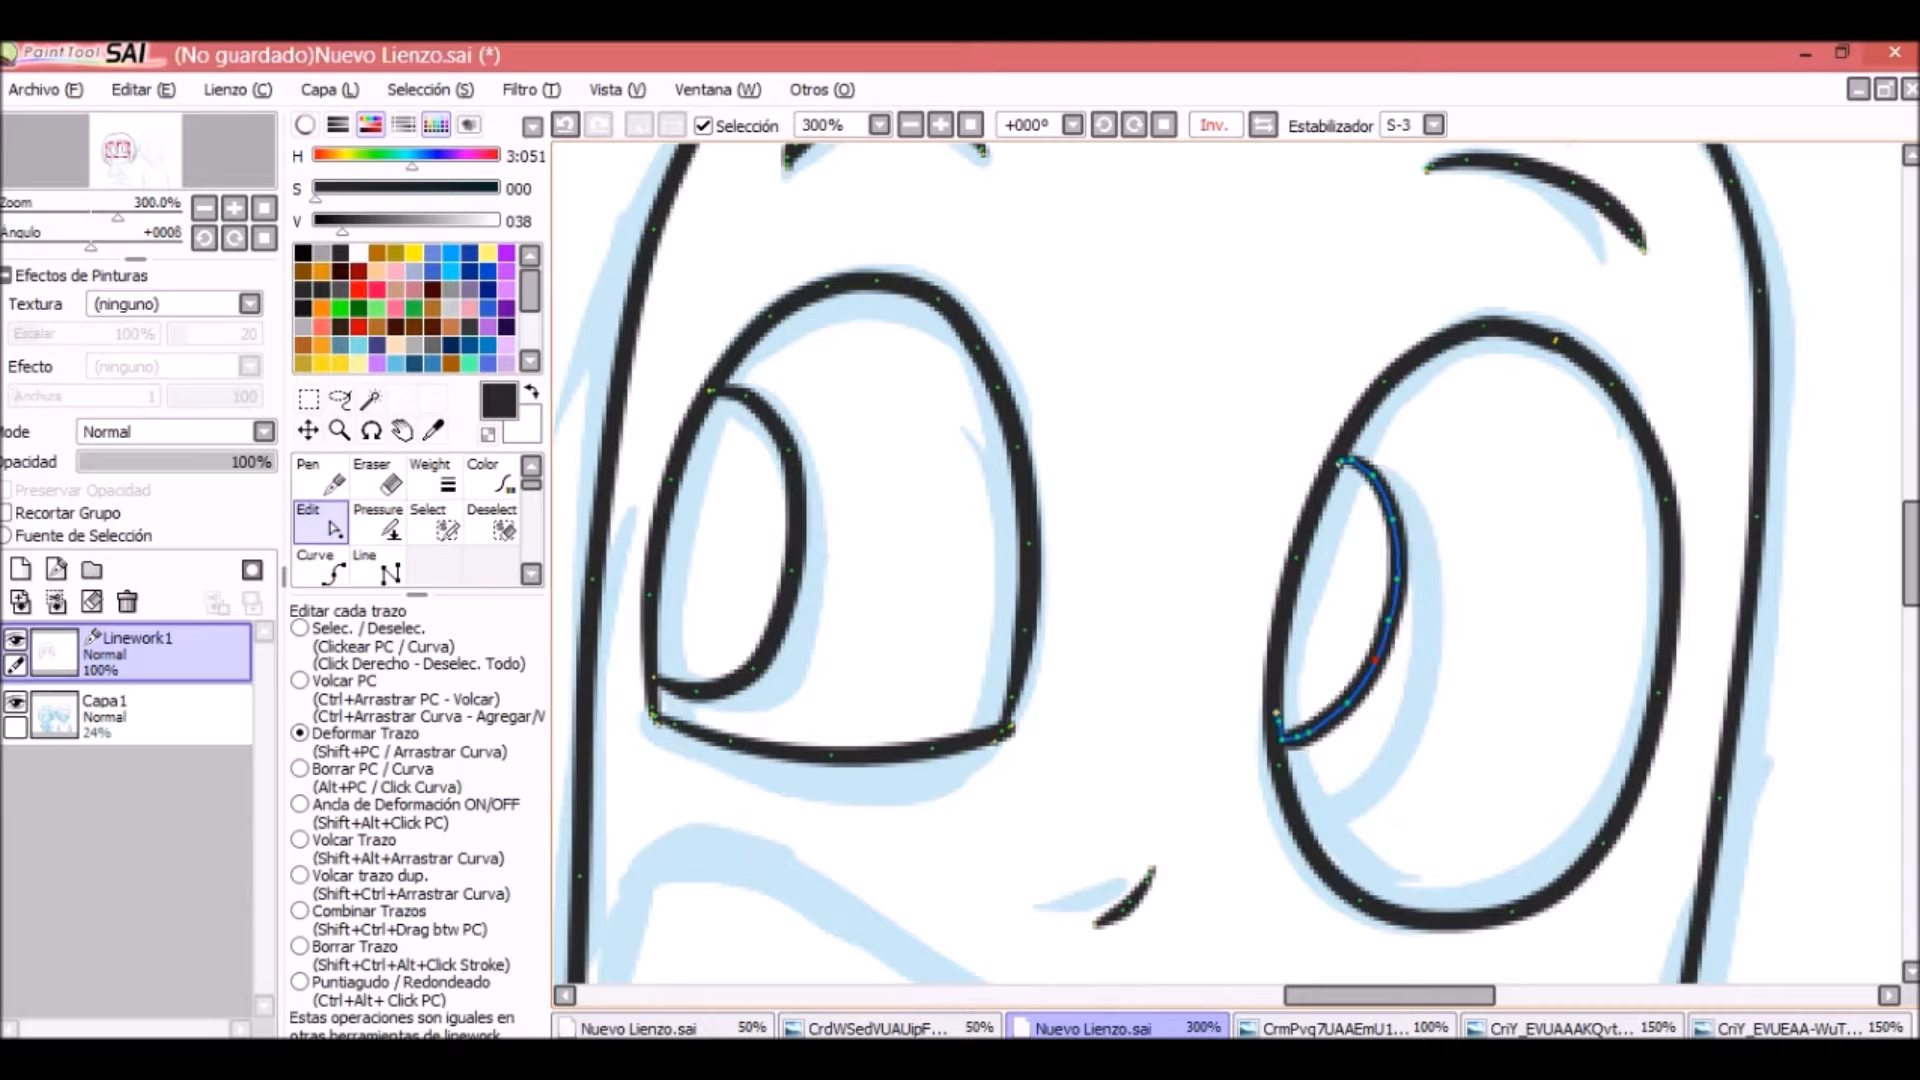 PaintTool SAI (No guardado)Nuevo Lienzo.sai (*)
Archivo (F) Editar (E) Lienzo (C) Capa (L) Selección (S) Filtro (T) Vista (V) Ventana (W) Otros (O)
Selección 300% +000º Inv. Estabilizador S-3
H 3:051
S 000
V 038
Zoom 300.0%
Angulo
Efectos de Pinturas
Textura (ninguno)
Escalar 100% 20
Efecto (ninguno)
Anchura 1 100
Mode Normal
Opacidad 100%
Preservar Opacidad
Recortar Grupo
Fuente de Selección
Linework1
Normal
100%
Capa1
Normal
24%
Pen Eraser Weight Color
Edit Pressure Select Deselect
Curve Line
Editar cada trazo
Selec. / Deselec.
(Clickear PC / Curva)
(Click Derecho - Deselec. Todo)
Volcar PC
(Ctrl+Arrastrar PC - Volcar)
(Ctrl+Arrastrar Curva - Agregar/V
Deformar Trazo
(Shift+PC / Arrastrar Curva)
Borrar PC / Curva
(Alt+PC / Click Curva)
Ancla de Deformación ON/OFF
(Shift+Alt+Click PC)
Volcar Trazo
(Shift+Alt+Arrastrar Curva)
Volcar trazo dup.
(Shift+Ctrl+Arrastrar Curva)
Combinar Trazos
(Shift+Ctrl+Drag btw PC)
Borrar Trazo
(Shift+Ctrl+Alt+Click Stroke)
Puntiagudo / Redondeado
(Ctrl+Alt+ Click PC)
Estas operaciones son iguales en
otras herramientas de linework
Nuevo Lienzo.sai 50% CrdWSedVUAUipF... 50% Nuevo Lienzo.sai 300% CrmPvq7UAAEmU1... 100% CriY_EVUAAAKQvt... 150% CriY_EVUEAA-WuT... 150%